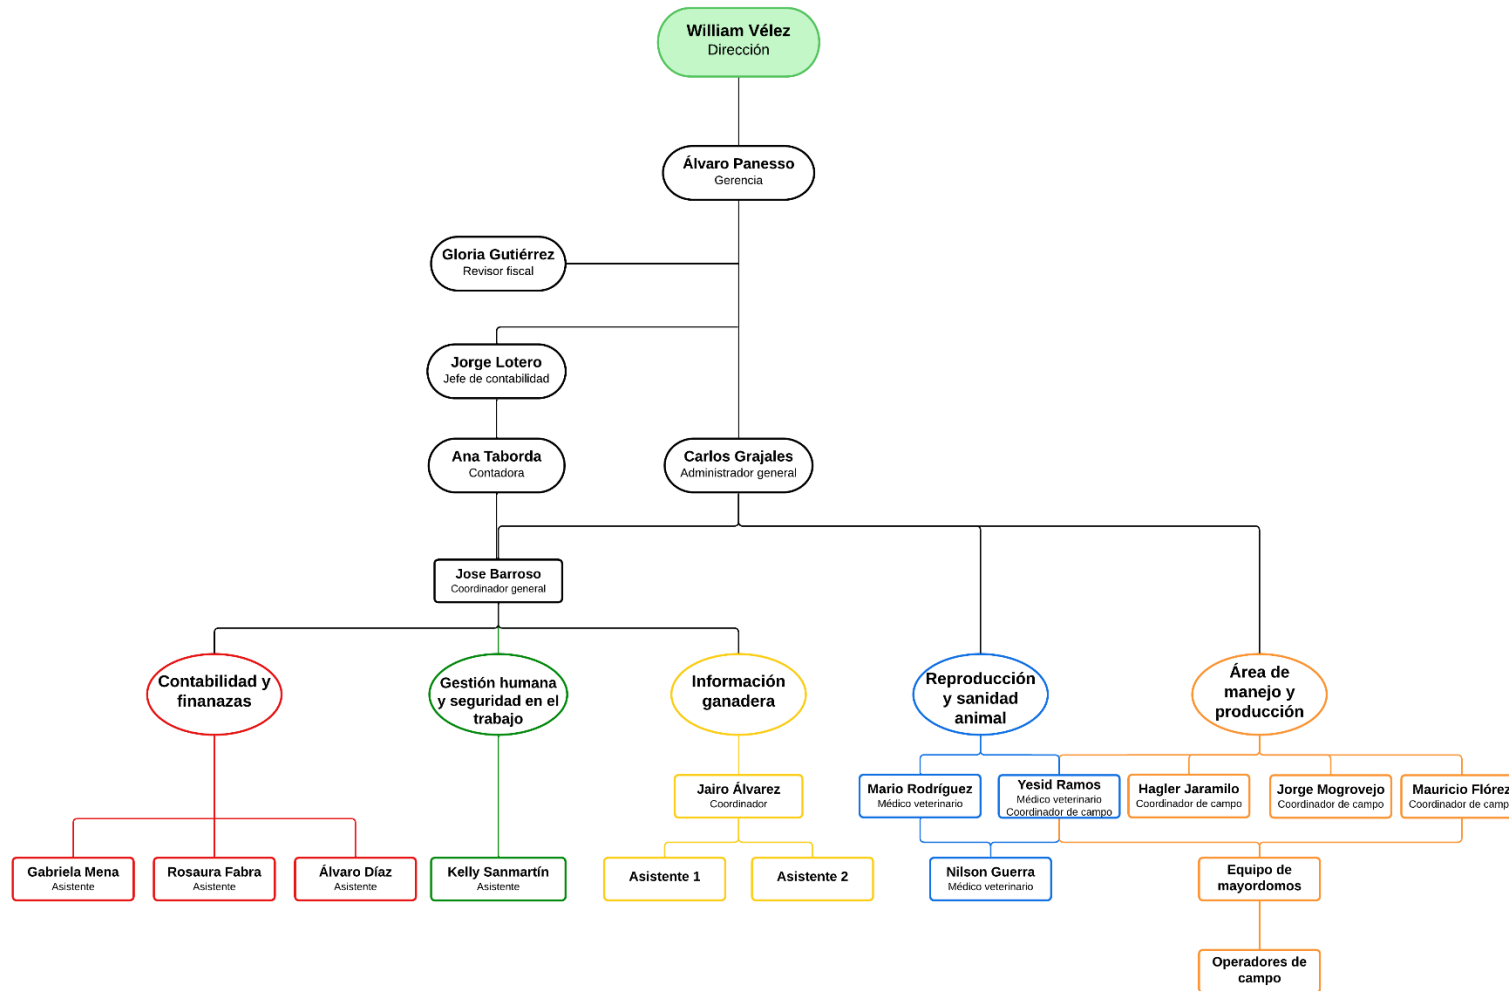 William Vélez
Dirección
Álvaro Panesso
Gerencia
Gloria Gutiérrez
Revisor fiscal
Jorge Lotero
Jefe de contabilidad
Ana Taborda
Contadora
Carlos Grajales
Administrador general
Jose Barroso
Coordinador general
Contabilidad y
finanazas
Gestión humana
y seguridad en el
trabajo
Información
ganadera
Reproducción
y sanidad
animal
Área de
manejo y
producción
Jairo Álvarez
Coordinador
Mario Rodríguez
Médico veterinario
Yesid Ramos
Médico veterinario
Coordinador de campo
Hagler Jaramilo
Coordinador de campo
Jorge Mogrovejo
Coordinador de campo
Mauricio Flórez
Coordinador de camp
Gabriela Mena
Asistente
Rosaura Fabra
Asistente
Álvaro Díaz
Asistente
Kelly Sanmartín
Asistente
Asistente 1
Asistente 2
Nilson Guerra
Médico veterinario
Equipo de
mayordomos
Operadores de
campo